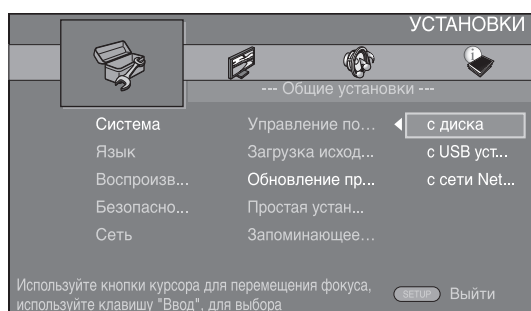 УСТАНОВКИ
--- Общие установки ---
Система Управление по... с диска
Язык Загрузка исход... с USB уст...
Воспроизв... Обновление пр... с сети Net...
Безопасно... Простая устан...
Сеть Запоминающее...
Используйте кнопки курсора для перемещения фокуса,
используйте клавишу "Ввод", для выбора
SETUP Выйти